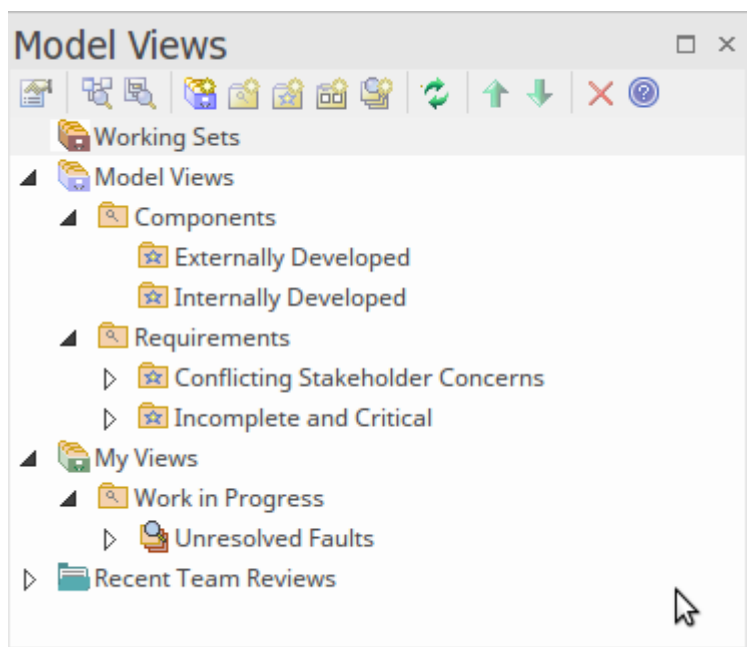 Model Views
Working Sets
Model Views
Components
Externally Developed
Internally Developed
Requirements
Conflicting Stakeholder Concerns
Incomplete and Critical
My Views
Work in Progress
Unresolved Faults
Recent Team Reviews